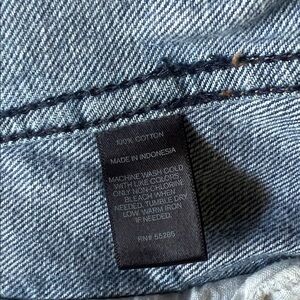 100% COTTON
MADE IN INDONESIA
MACHINE WASH COLD
WITH LIKE COLORS.
ONLY NON-CHLORINE
BLEACH WHEN
NEEDED. TUMBLE DRY
LOW. WARM IRON
IF NEEDED.
RN# 55285